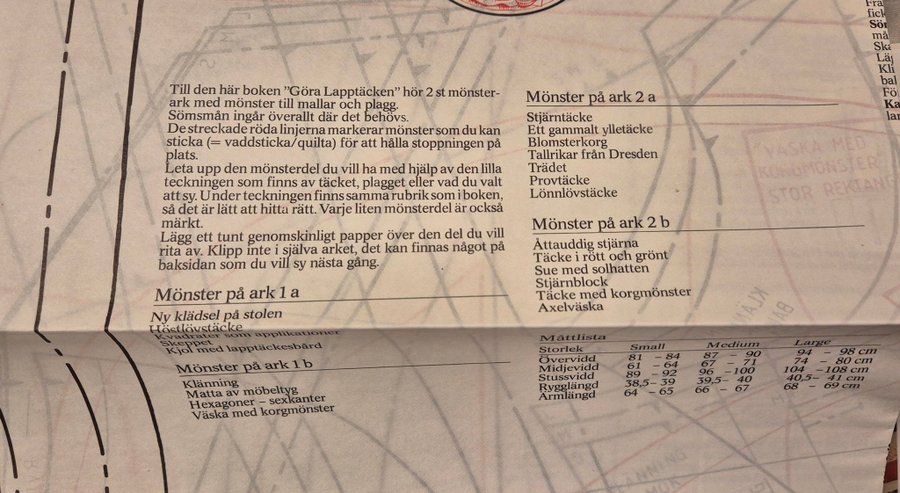 Till den här boken ”Göra Lapptäcken” hör 2 st mönster-
ark med mönster till mallar och plagg.
Sömsmån ingår överallt där det behövs.
De streckade röda linjerna markerar mönster som du kan
sticka (= vaddsticka/quilta) för att hålla stoppningen på
plats.
Leta upp den mönsterdel du vill ha med hjälp av den lilla
teckningen som finns av täcket, plagget eller vad du valt
att sy. Under teckningen finns samma rubrik som i boken,
så det är lätt att hitta rätt. Varje liten mönsterdel är också
märkt.
Lägg ett tunt genomskinligt papper över den del du vill
rita av. Klipp inte i själva arket, det kan finnas något på
baksidan som du vill sy nästa gång.
Mönster på ark 1 a
Ny klädsel på stolen
Höstlövstäcke
Kvadrater som applikationer
Skeppet
Kjol med lapptäckesbård
Mönster på ark 1 b
Klänning
Matta av möbeltyg
Hexagoner – sexkanter
Väska med korgmönster
Mönster på ark 2 a
Stjärntäcke
Ett gammalt ylletäcke
Blomsterkorg
Tallrikar från Dresden
Trädet
Provtäcke
Lönnlövstäcke
Mönster på ark 2 b
Åttauddig stjärna
Täcke i rött och grönt
Sue med solhatten
Stjärnblock
Täcke med korgmönster
Axelväska
Måttlista
Storlek Small Medium Large
Övervidd 81 – 84 87 – 90 94 – 98 cm
Midjevidd 61 – 64 67 – 71 74 – 80 cm
Stussvidd 89 – 92 96 –100 104 –108 cm
Rygglängd 38,5– 39 39,5– 40 40,5– 41 cm
Ärmlängd 64 – 65 66 – 67 68 – 69 cm
VÄSKA MED
KORGMÖNSTER
STOR REKTANG
KLÄN
KLÄNNING